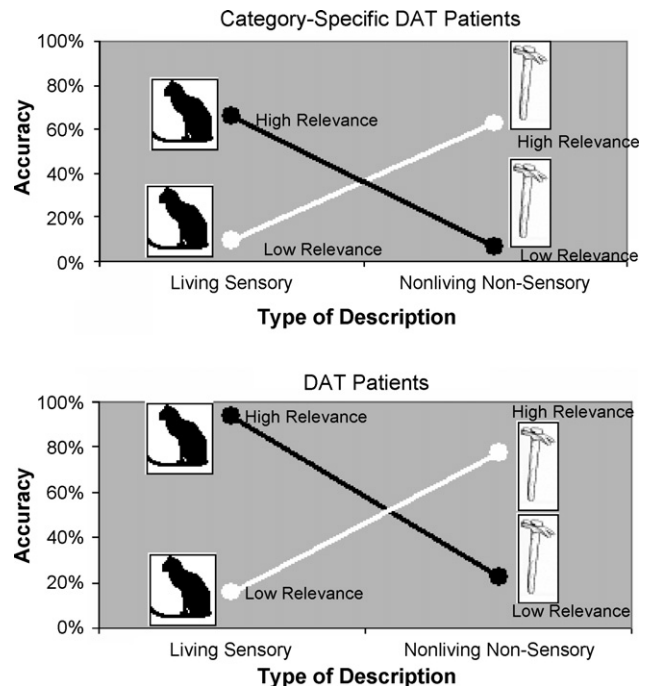 Category-Specific DAT Patients
100%
80%
60%
40%
20%
0%
Accuracy
High Relevance
Low Relevance
High Relevance
Low Relevance
Living Sensory
Nonliving Non-Sensory
Type of Description
DAT Patients
100%
80%
60%
40%
20%
0%
Accuracy
High Relevance
High Relevance
Low Relevance
Low Relevance
Living Sensory
Nonliving Non-Sensory
Type of Description